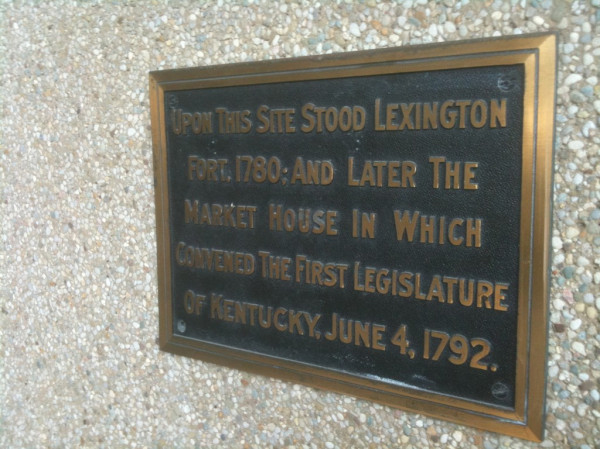 UPON THIS SITE STOOD LEXINGTON
FORT, 1780; AND LATER THE
MARKET HOUSE IN WHICH
CONVENED THE FIRST LEGISLATURE
OF KENTUCKY, JUNE 4, 1792.